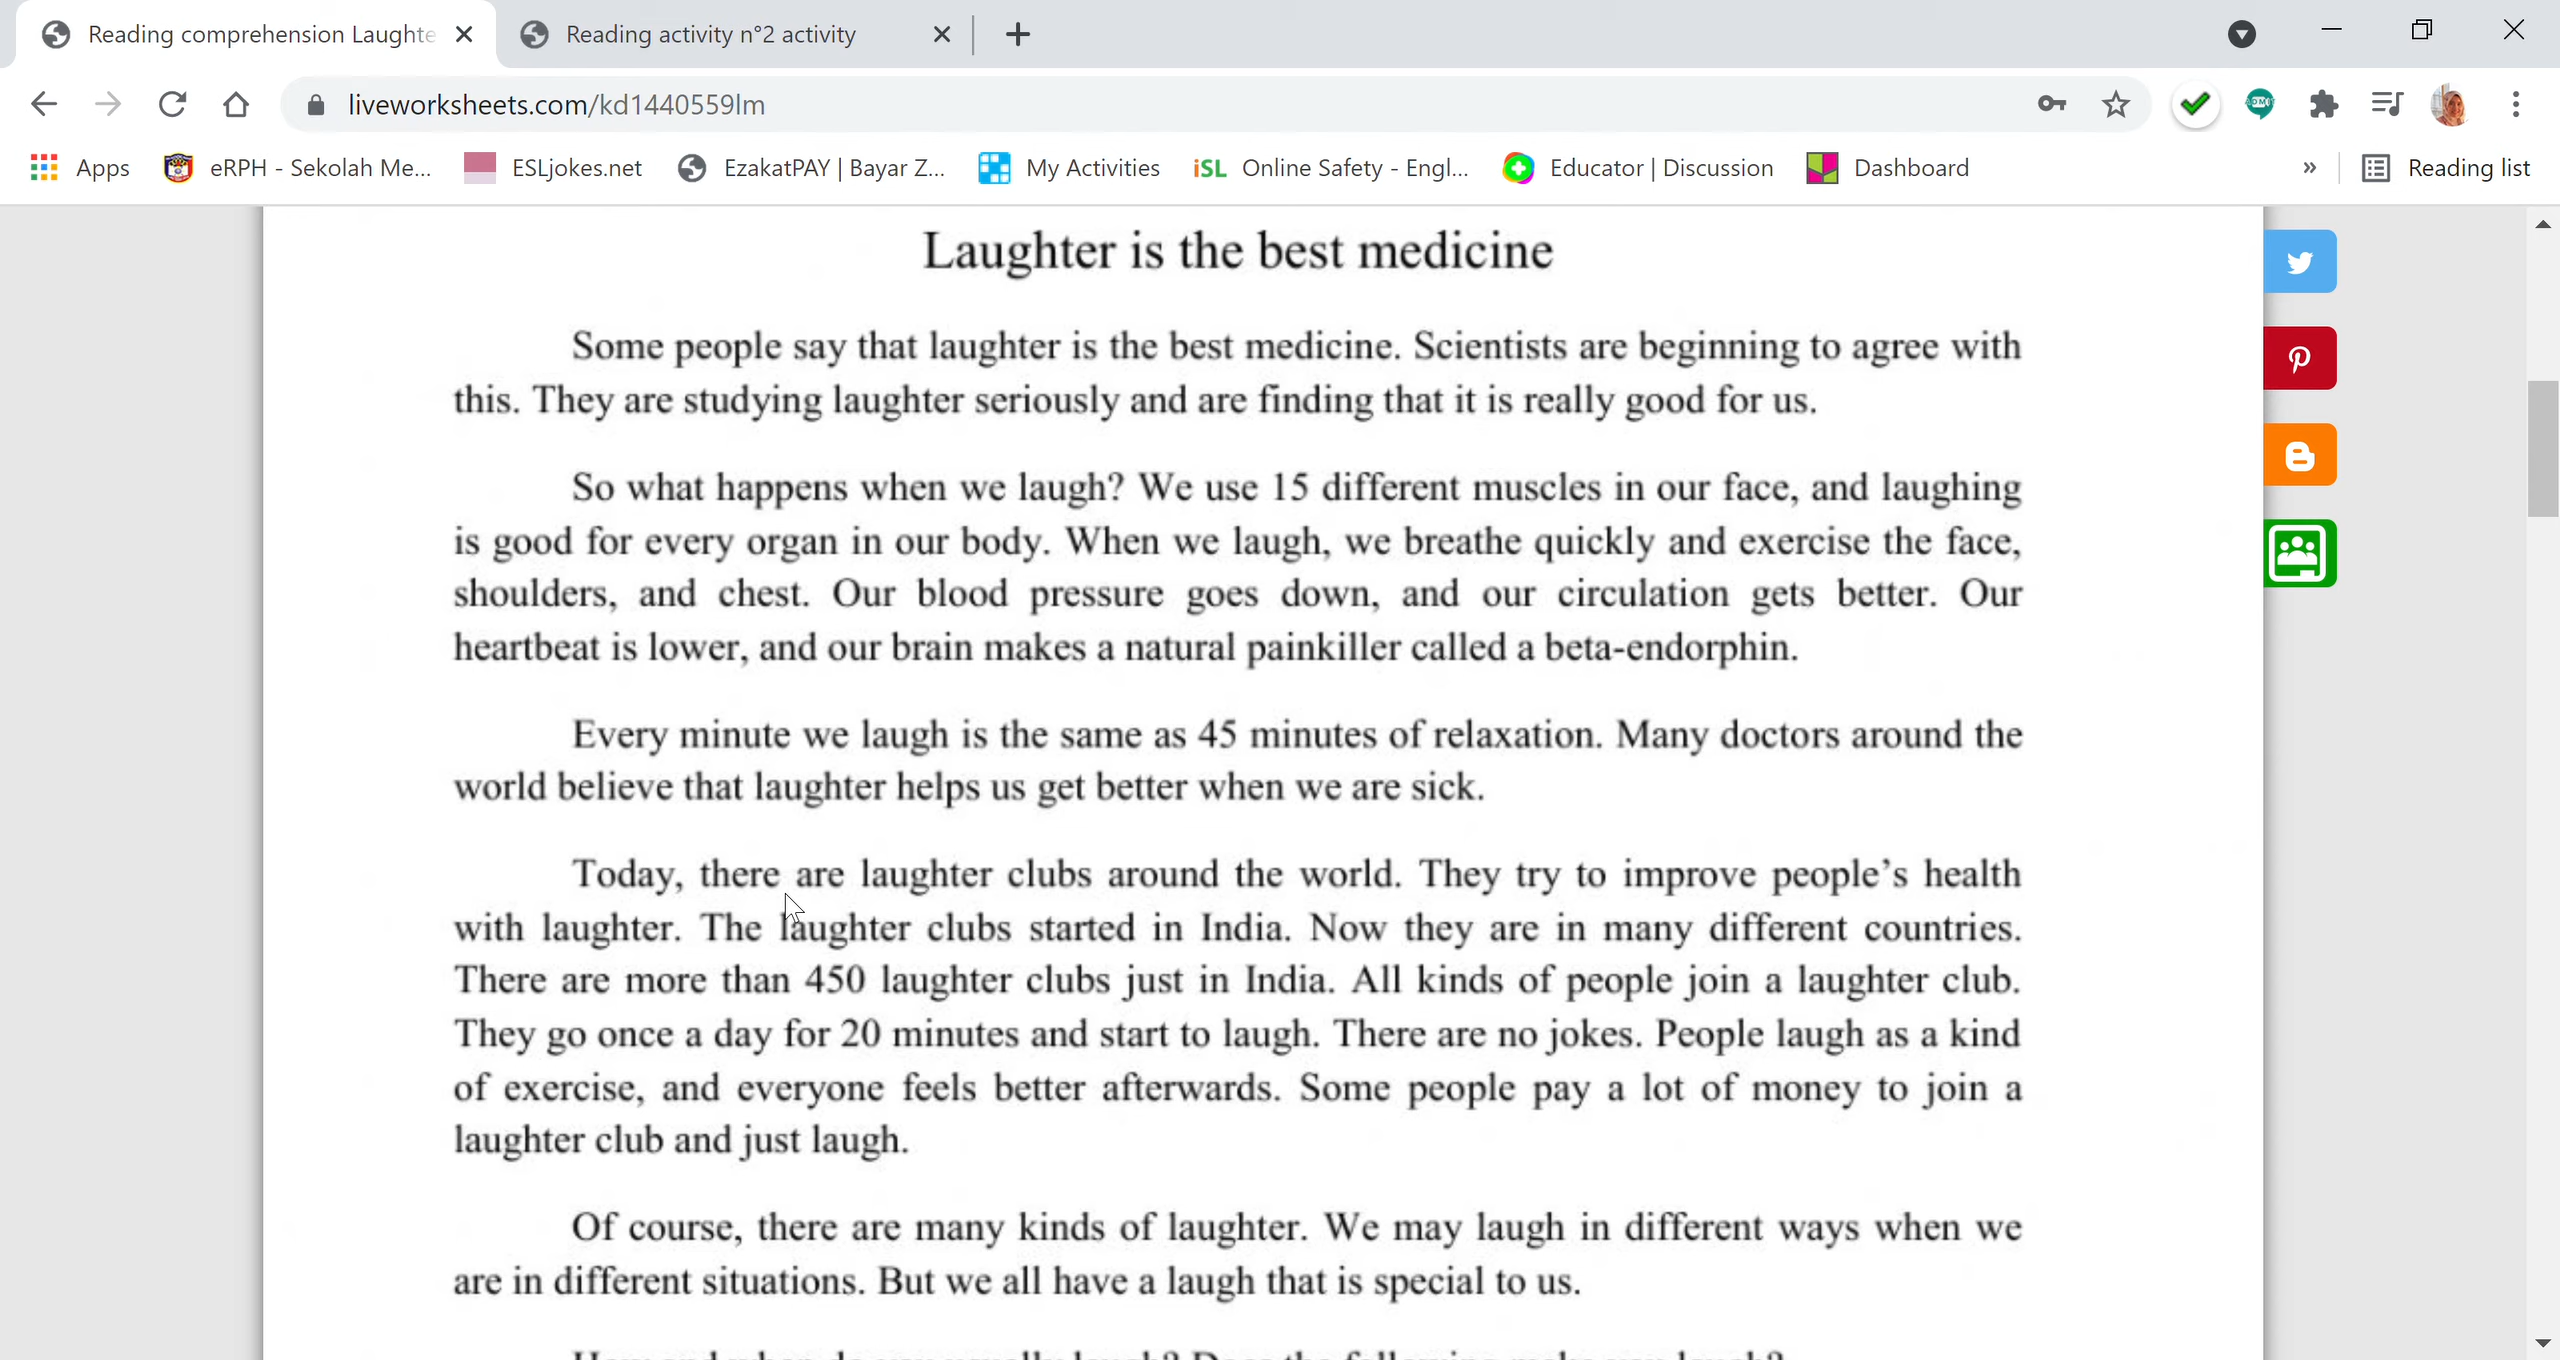 Reading comprehension Laughte
Reading activity n°2 activity
liveworksheets.com/kd1440559lm
Apps
eRPH - Sekolah Me...
ESLjokes.net
EzakatPAY | Bayar Z...
My Activities
iSL Online Safety - Engl...
Educator | Discussion
Dashboard
»
Reading list
Laughter is the best medicine
Some people say that laughter is the best medicine. Scientists are beginning to agree with
this. They are studying laughter seriously and are finding that it is really good for us.
So what happens when we laugh? We use 15 different muscles in our face, and laughing
is good for every organ in our body. When we laugh, we breathe quickly and exercise the face,
shoulders, and chest. Our blood pressure goes down, and our circulation gets better. Our
heartbeat is lower, and our brain makes a natural painkiller called a beta-endorphin.
Every minute we laugh is the same as 45 minutes of relaxation. Many doctors around the
world believe that laughter helps us get better when we are sick.
Today, there are laughter clubs around the world. They try to improve people’s health
with laughter. The laughter clubs started in India. Now they are in many different countries.
There are more than 450 laughter clubs just in India. All kinds of people join a laughter club.
They go once a day for 20 minutes and start to laugh. There are no jokes. People laugh as a kind
of exercise, and everyone feels better afterwards. Some people pay a lot of money to join a
laughter club and just laugh.
Of course, there are many kinds of laughter. We may laugh in different ways when we
are in different situations. But we all have a laugh that is special to us.